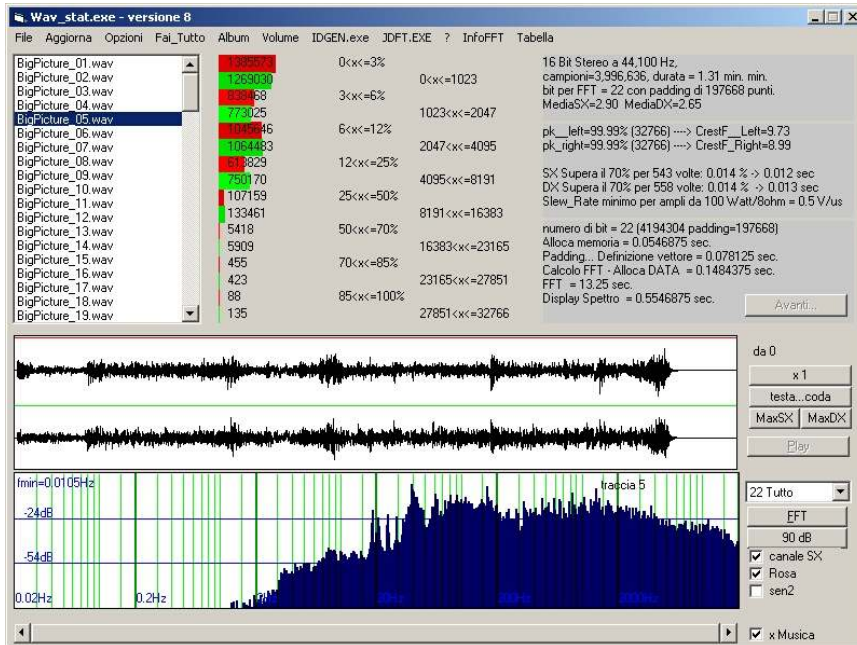 Wav_stat.exe - versione 8
File Aggiorna Opzioni Fai_Tutto Album Volume IDGEN.exe JDFT.EXE ? InfoFFT Tabella
BigPicture_01.wav
BigPicture_02.wav
BigPicture_03.wav
BigPicture_04.wav
BigPicture_05.wav
BigPicture_06.wav
BigPicture_07.wav
BigPicture_08.wav
BigPicture_09.wav
BigPicture_10.wav
BigPicture_11.wav
BigPicture_12.wav
BigPicture_13.wav
BigPicture_14.wav
BigPicture_15.wav
BigPicture_16.wav
BigPicture_17.wav
BigPicture_18.wav
BigPicture_19.wav
1385573 0<x<=3%
1269030 0<x<=1023
838468 3<x<=6%
773025 1023<x<=2047
1045646 6<x<=12%
1064483 2047<x<=4095
613829 12<x<=25%
750170 4095<x<=8191
107159 25<x<=50%
133461 8191<x<=16383
5418 50<x<=70%
5909 16383<x<=23165
455 70<x<=85%
423 23165<x<=27851
88 85<x<=100%
135 27851<x<=32766
16 Bit Stereo a 44,100 Hz,
campioni=3,996,636, durata = 1.31 min. min.
bit per FFT = 22 con padding di 197668 punti.
MediaSX=2.90 MediaDX=2.65
pk__left=99.99% (32766) ----> CrestF__Left=9.73
pk_right=99.99% (32766) ----> CrestF_Right=8.99
SX Supera il 70% per 543 volte: 0.014 % -> 0.012 sec
DX Supera il 70% per 558 volte: 0.014 % -> 0.013 sec
Slew_Rate minimo per ampli da 100 Watt/8ohm = 0.5 V/us
numero di bit = 22 (4194304 padding=197668)
Alloca memoria = 0.0546875 sec.
Padding... Definizione vettore = 0.078125 sec.
Calcolo FFT - Alloca DATA = 0.1484375 sec.
FFT = 13.25 sec.
Display Spettro = 0.5546875 sec.
Avanti...
da 0
x 1
testa...coda
MaxSX MaxDX
Play
fmin=0.0105Hz
traccia 5
-24dB
-54dB
0.02Hz 0.2Hz 2Hz 20Hz 200Hz 2000Hz
22 Tutto
FFT
90 dB
canale SX
Rosa
sen2
x Musica